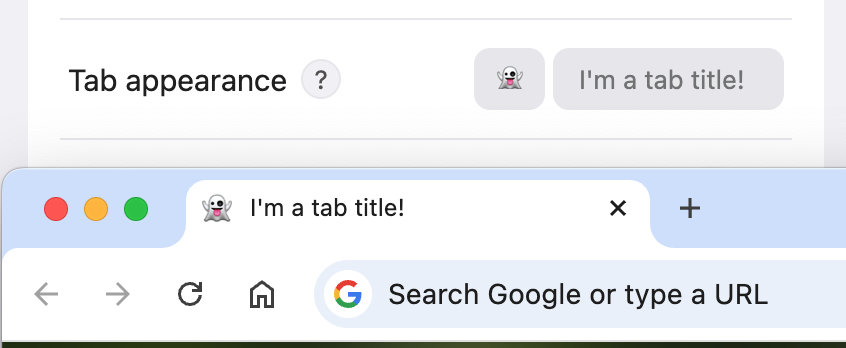 Tab appearance ? 👻 I'm a tab title!
👻 I'm a tab title!
Search Google or type a URL